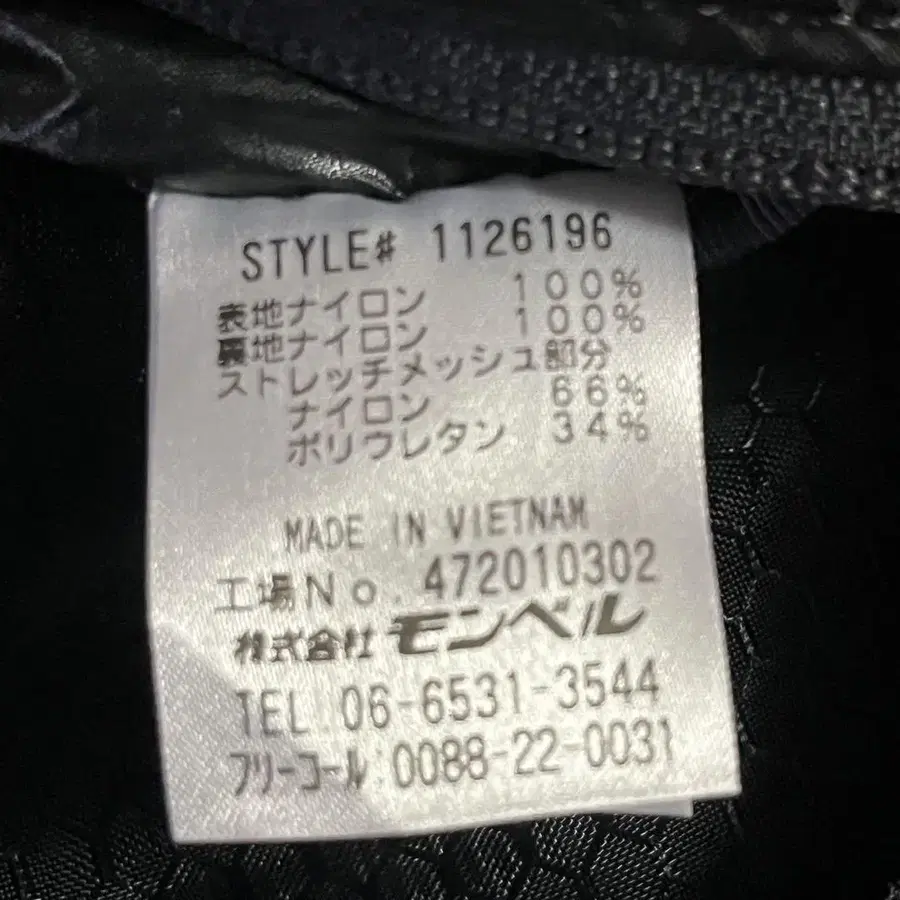 STYLE# 1126196
表地ナイロン 100%
裏地ナイロン 100%
ストレッチメッシュ部分
ナイロン 66%
ポリウレタン 34%
MADE IN VIETNAM
工場No. 472010302
株式会社 モンベル
TEL:06-6531-3544
フリーコール:0088-22-0031